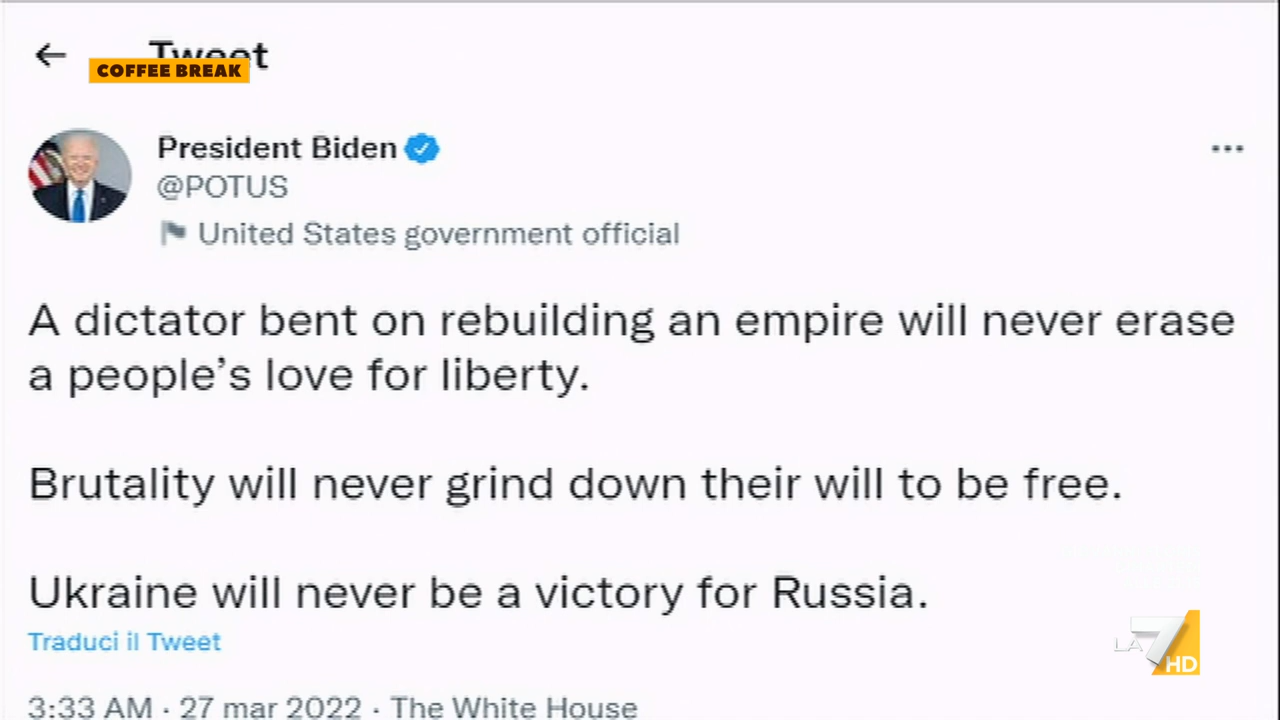 Tweet
COFFEE BREAK
President Biden
@POTUS
United States government official
A dictator bent on rebuilding an empire will never erase
a people’s love for liberty.
Brutality will never grind down their will to be free.
Ukraine will never be a victory for Russia.
Traduci il Tweet
LA7
HD
3:33 AM · 27 mar 2022 · The White House